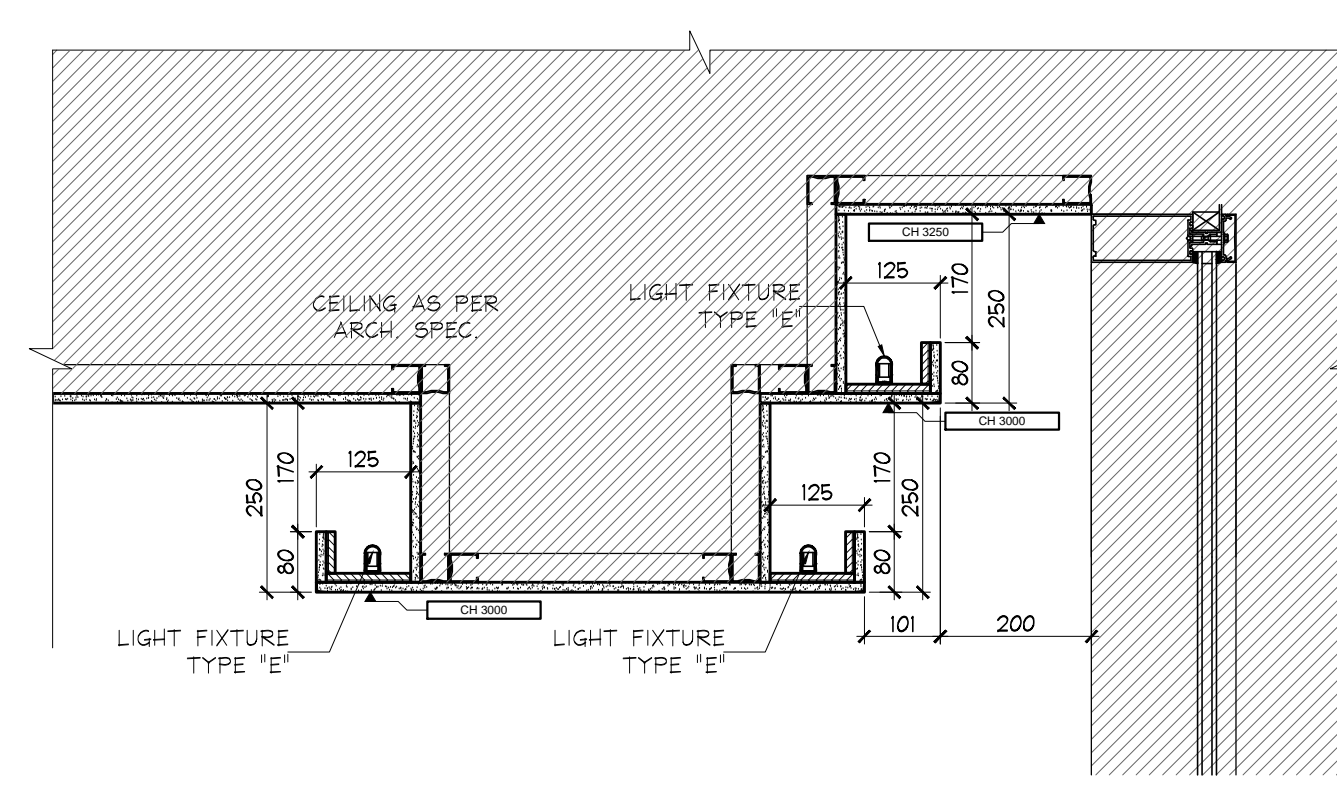 CH 3250
125
170
250
80
LIGHT FIXTURE
TYPE "E"
CEILING AS PER
ARCH. SPEC.
CH 3000
125
170
250
80
125
170
250
80
CH 3000
LIGHT FIXTURE
TYPE "E"
LIGHT FIXTURE
TYPE "E"
101
200